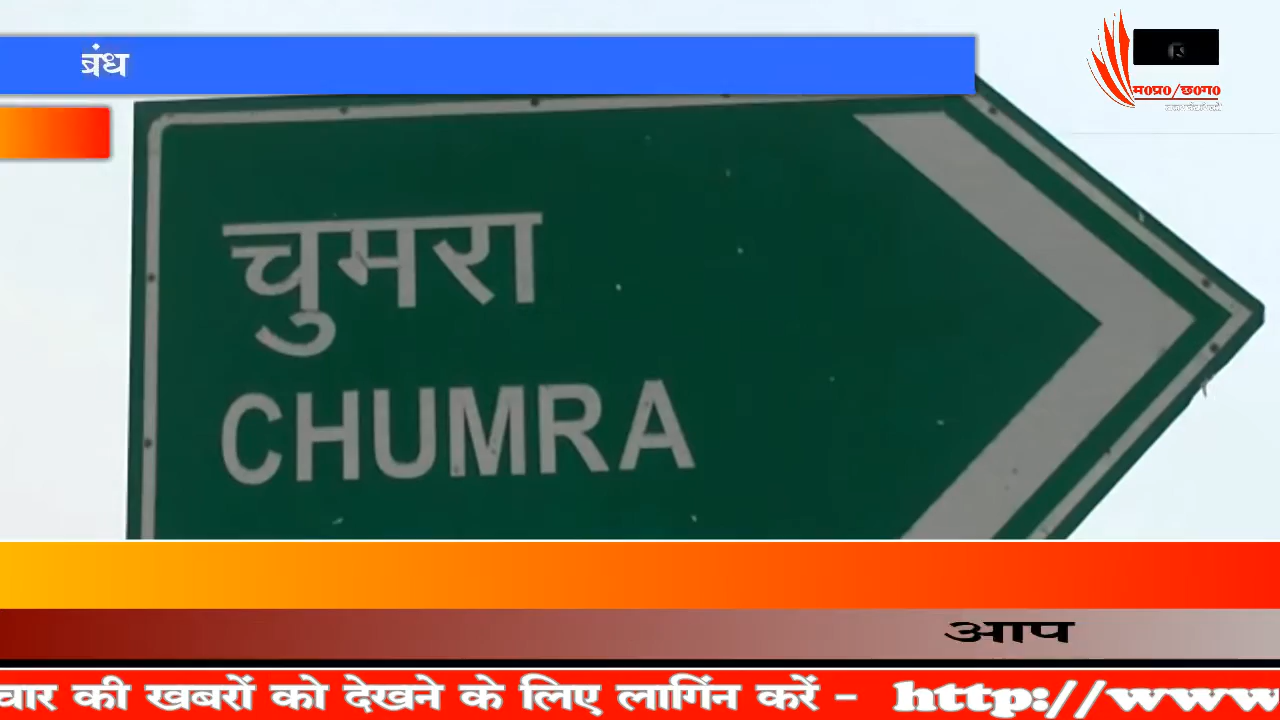 बंध
म०प्र०/छ०ग०
चुमरा
CHUMRA
आप
चार की खबरों को देखने के लिए लागिंन करें - http://www